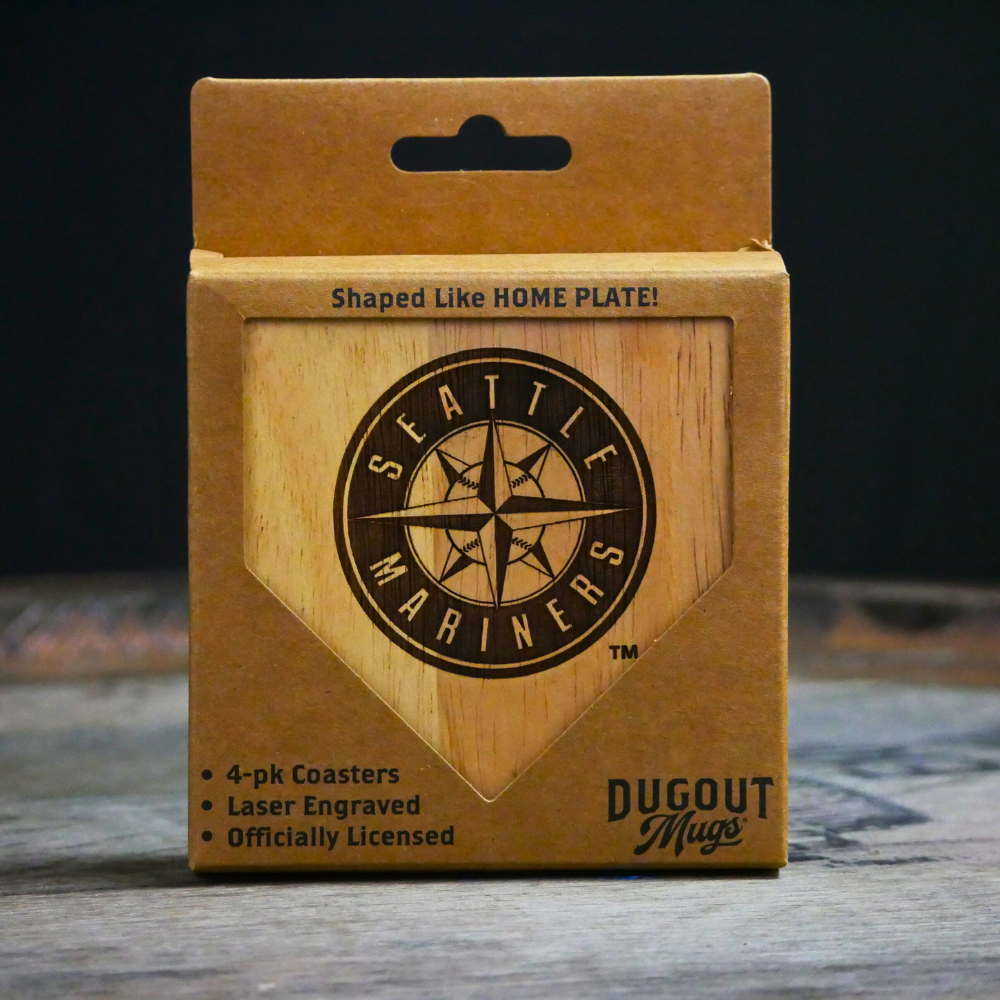 Shaped Like HOME PLATE!
SEATTLE
MARINERS
TM
• 4-pk Coasters
• Laser Engraved
• Officially Licensed
DUGOUT
Mugs®